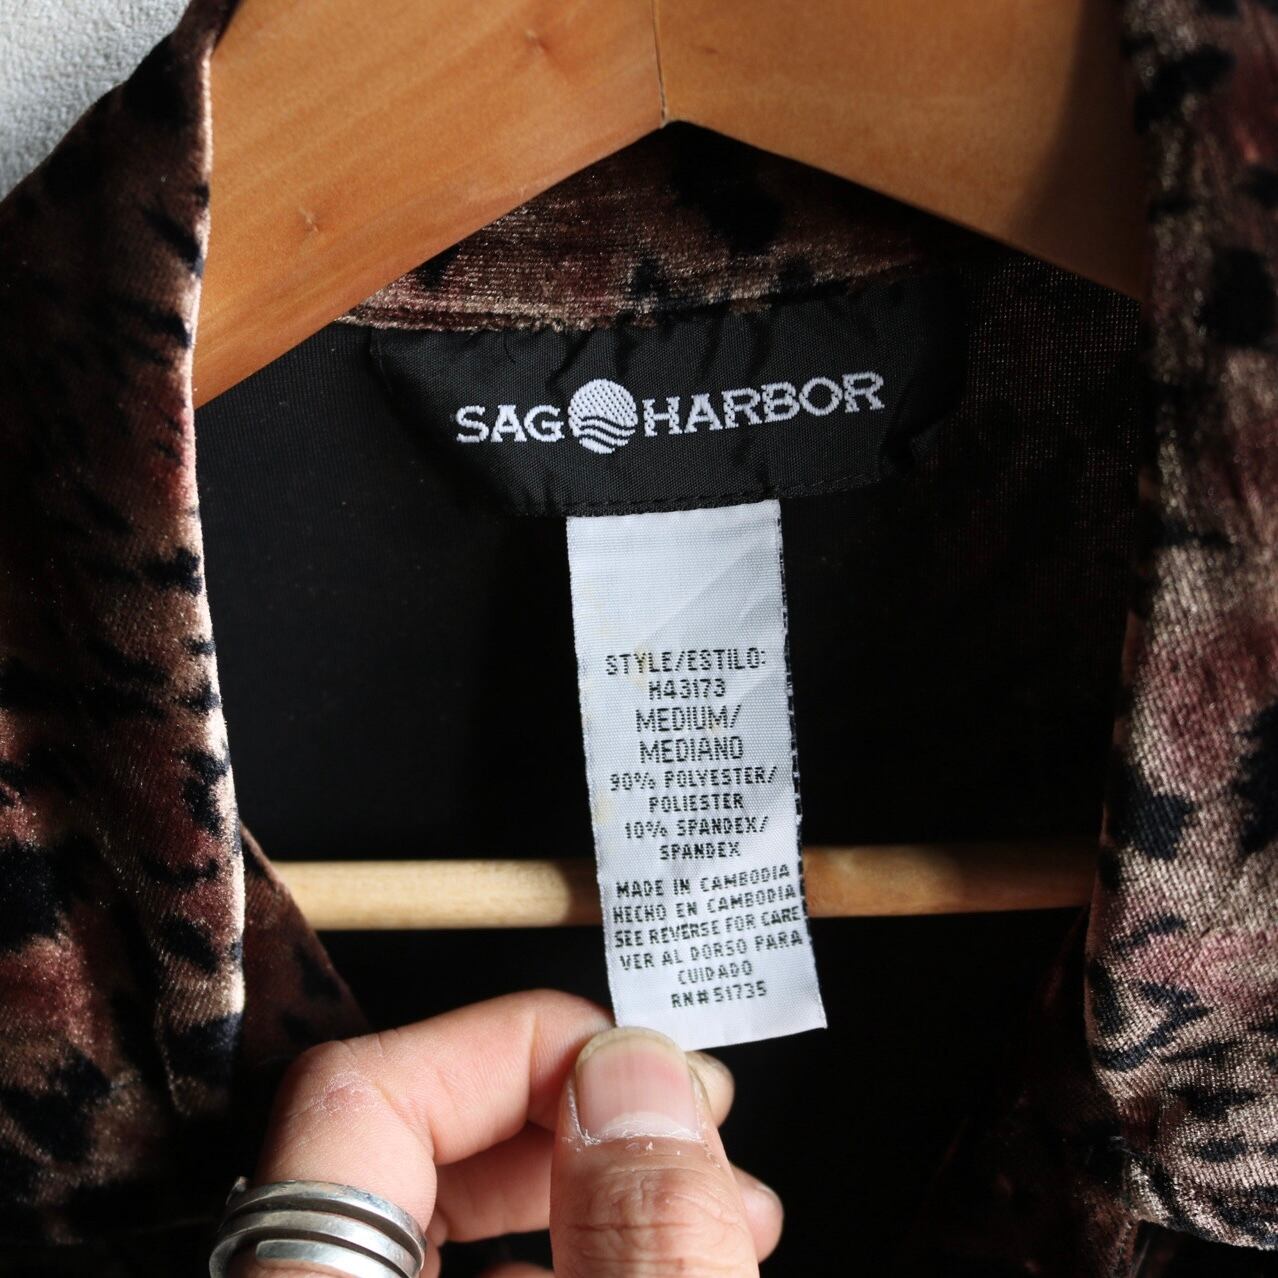 SAG HARBOR
STYLE/ESTILO:
H43173
MEDIUM/
MEDIANO
90% POLYESTER/
POLIESTER
10% SPANDEX/
SPANDEX
MADE IN CAMBODIA
HECHO EN CAMBODIA
SEE REVERSE FOR CARE
VER AL DORSO PARA
CUIDADO
RN# 51735